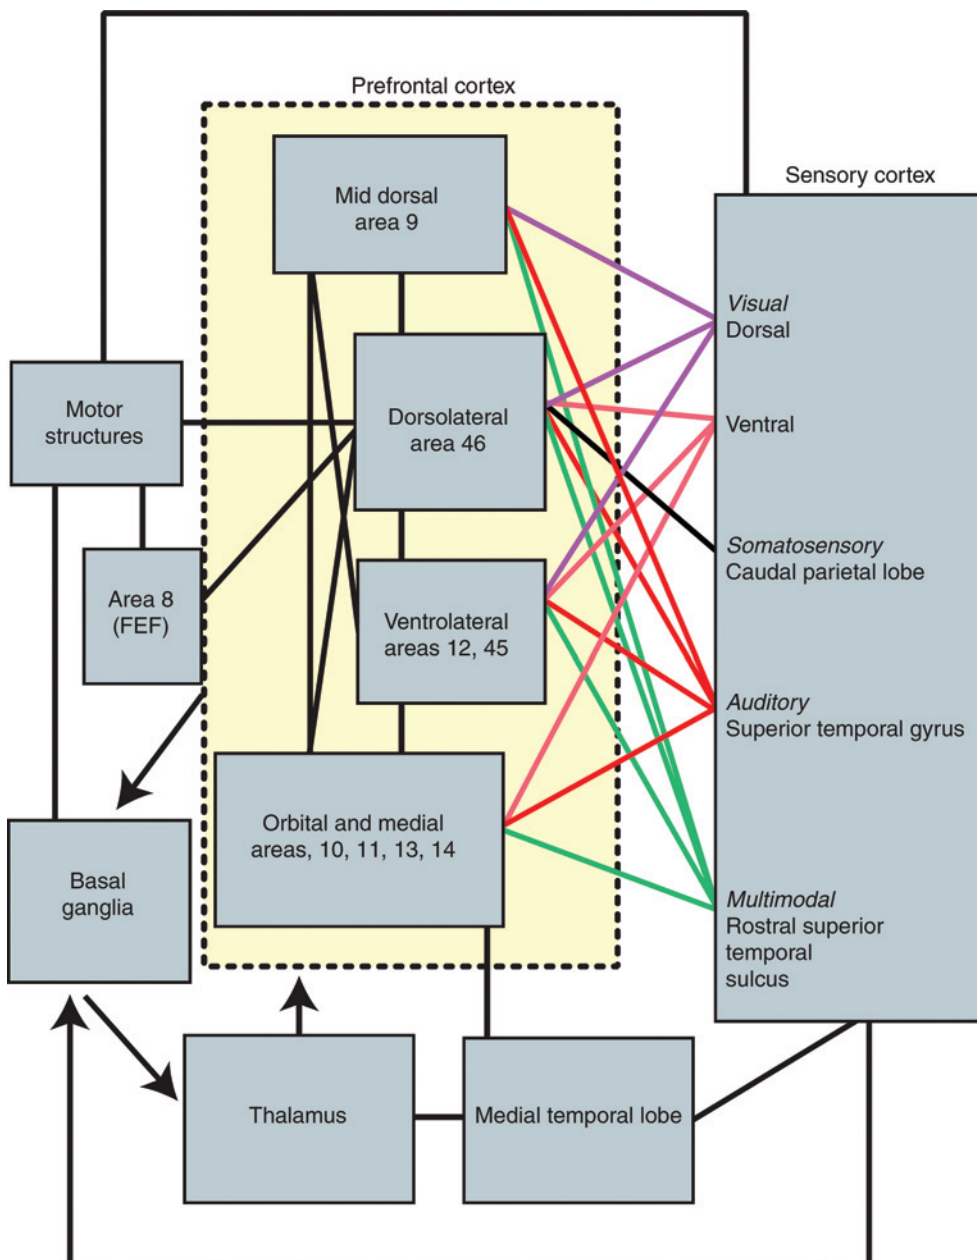 Prefrontal cortex
Mid dorsal
area 9
Sensory cortex
Visual
Dorsal
Motor
structures
Dorsolateral
area 46
Ventral
Somatosensory
Caudal parietal lobe
Area 8
(FEF)
Ventrolateral
areas 12, 45
Auditory
Superior temporal gyrus
Orbital and medial
areas, 10, 11, 13, 14
Basal
ganglia
Multimodal
Rostral superior
temporal
sulcus
Thalamus
Medial temporal lobe